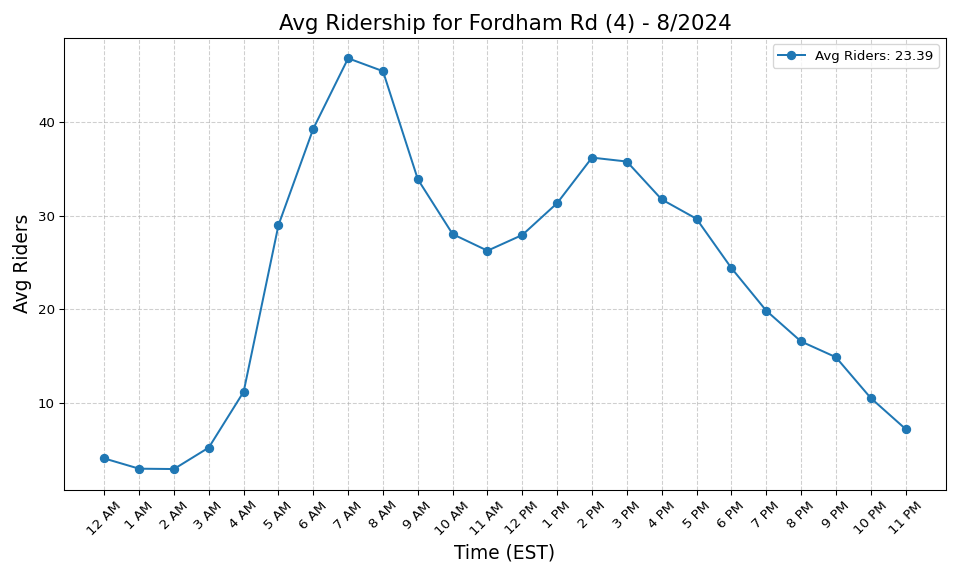 Avg Ridership for Fordham Rd (4) - 8/2024
Avg Riders: 23.39
Avg Riders
40
30
20
10
12 AM
1 AM
2 AM
3 AM
4 AM
5 AM
6 AM
7 AM
8 AM
9 AM
10 AM
11 AM
12 PM
1 PM
2 PM
3 PM
4 PM
5 PM
6 PM
7 PM
8 PM
9 PM
10 PM
11 PM
Time (EST)